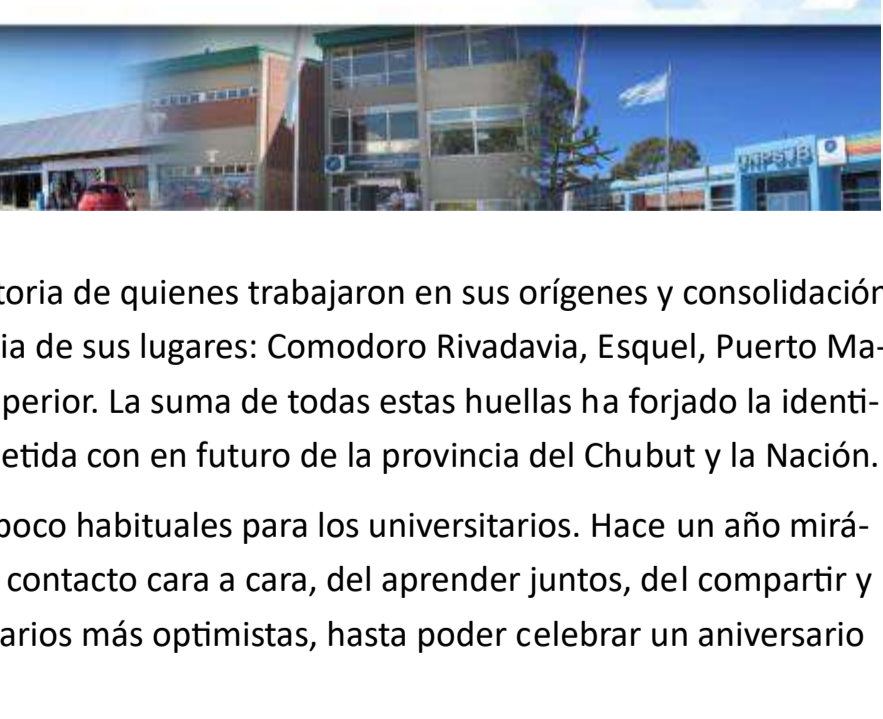 UNPSJB
toria de quienes trabajaron en sus orígenes y consolidación
ia de sus lugares: Comodoro Rivadavia, Esquel, Puerto Ma-
perior. La suma de todas estas huellas ha forjado la identi-
etida con en futuro de la provincia del Chubut y la Nación.
poco habituales para los universitarios. Hace un año mirá-
contacto cara a cara, del aprender juntos, del compartir y
arios más optimistas, hasta poder celebrar un aniversario